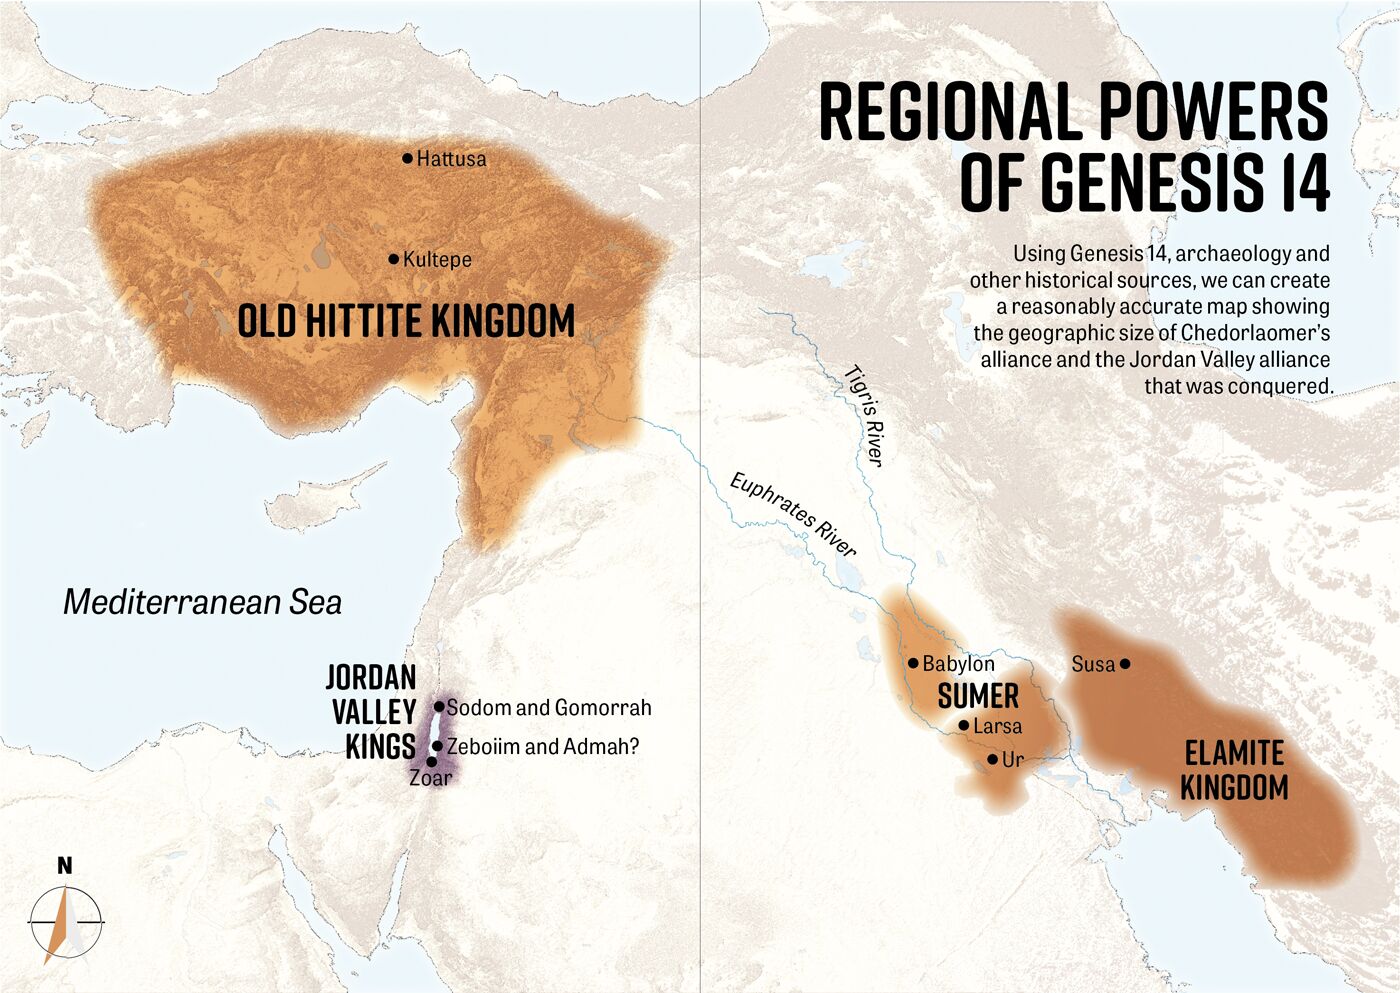 REGIONAL POWERS
OF GENESIS 14
Using Genesis 14, archaeology and
other historical sources, we can create
a reasonably accurate map showing
the geographic size of Chedorlaomer’s
alliance and the Jordan Valley alliance
that was conquered.
Hattusa
Kultepe
OLD HITTITE KINGDOM
Tigris River
Euphrates River
Mediterranean Sea
JORDAN
VALLEY
KINGS
Sodom and Gomorrah
Zeboiim and Admah?
Zoar
Babylon
SUMER
Larsa
Ur
Susa
ELAMITE
KINGDOM
N